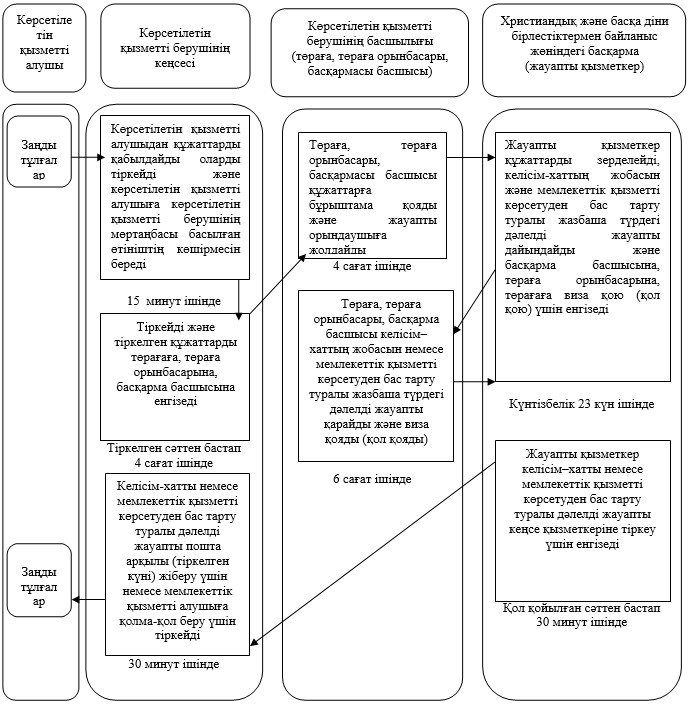 Көрсетіле
тін
қызметті
алушы
Көрсетілетін
қызметті берушінің
кеңсесі
Көрсетілетін қызметті
берушінің басшылығы
(төраға, төраға орынбасары,
басқармасы басшысы)
Христиандық және басқа діни
бірлестіктермен байланыс
жөніндегі басқарма
(жауапты қызметкер)
Заңды
тұлғал
ар
Көрсетілетін қызметті
алушыдан құжаттарды
қабылдайды оларды
тіркейді және
көрсетілетін қызметті
алушыға көрсетілетін
қызметті берушінің
мөртаңбасы басылған
өтініштің көшірмесін
береді
15 минут ішінде
Тіркейді және
тіркелген құжаттарды
төрағаға, төраға
орынбасарына,
басқарма басшысына
енгізеді
Тіркелген сәттен бастап
4 сағат ішінде
Төраға, төраға
орынбасары,
басқармасы басшысы
құжаттарға
бұрыштама қояды
және жауапты
орындаушыға
жолдайды
4 сағат ішінде
Жауапты қызметкер
құжаттарды зерделейді,
келісім-хаттың жобасын
және мемлекеттік қызметті
көрсетуден бас тарту
туралы жазбаша түрдегі
дәлелді жауапты
дайындайды және
басқарма басшысына,
төраға орынбасарына,
төрағаға виза қою (қол
қою) үшін енгізеді
Күнтізбелік 23 күн ішінде
Төраға, төраға
орынбасары, басқарма
басшысы келісім–
хаттың жобасын немесе
мемлекеттік қызметті
көрсетуден бас тарту
туралы жазбаша түрдегі
дәлелді жауапты
қарайды және виза
қояды (қол қояды)
6 сағат ішінде
Жауапты қызметкер
келісім–хатты немесе
мемлекеттік қызметті
көрсетуден бас тарту
туралы дәлелді жауапты
кеңсе қызметкеріне тіркеу
үшін енгізеді
Қол қойылған сәттен бастап
30 минут ішінде
Келісім-хатты немесе
мемлекеттік қызметті
көрсетуден бас тарту
туралы дәлелді
жауапты пошта
арқылы (тіркелген
күні) жіберу үшін
немесе мемлекеттік
қызметті алушыға
қолма-қол беру үшін
тіркейді
30 минут ішінде
Заңды
тұлғал
ар